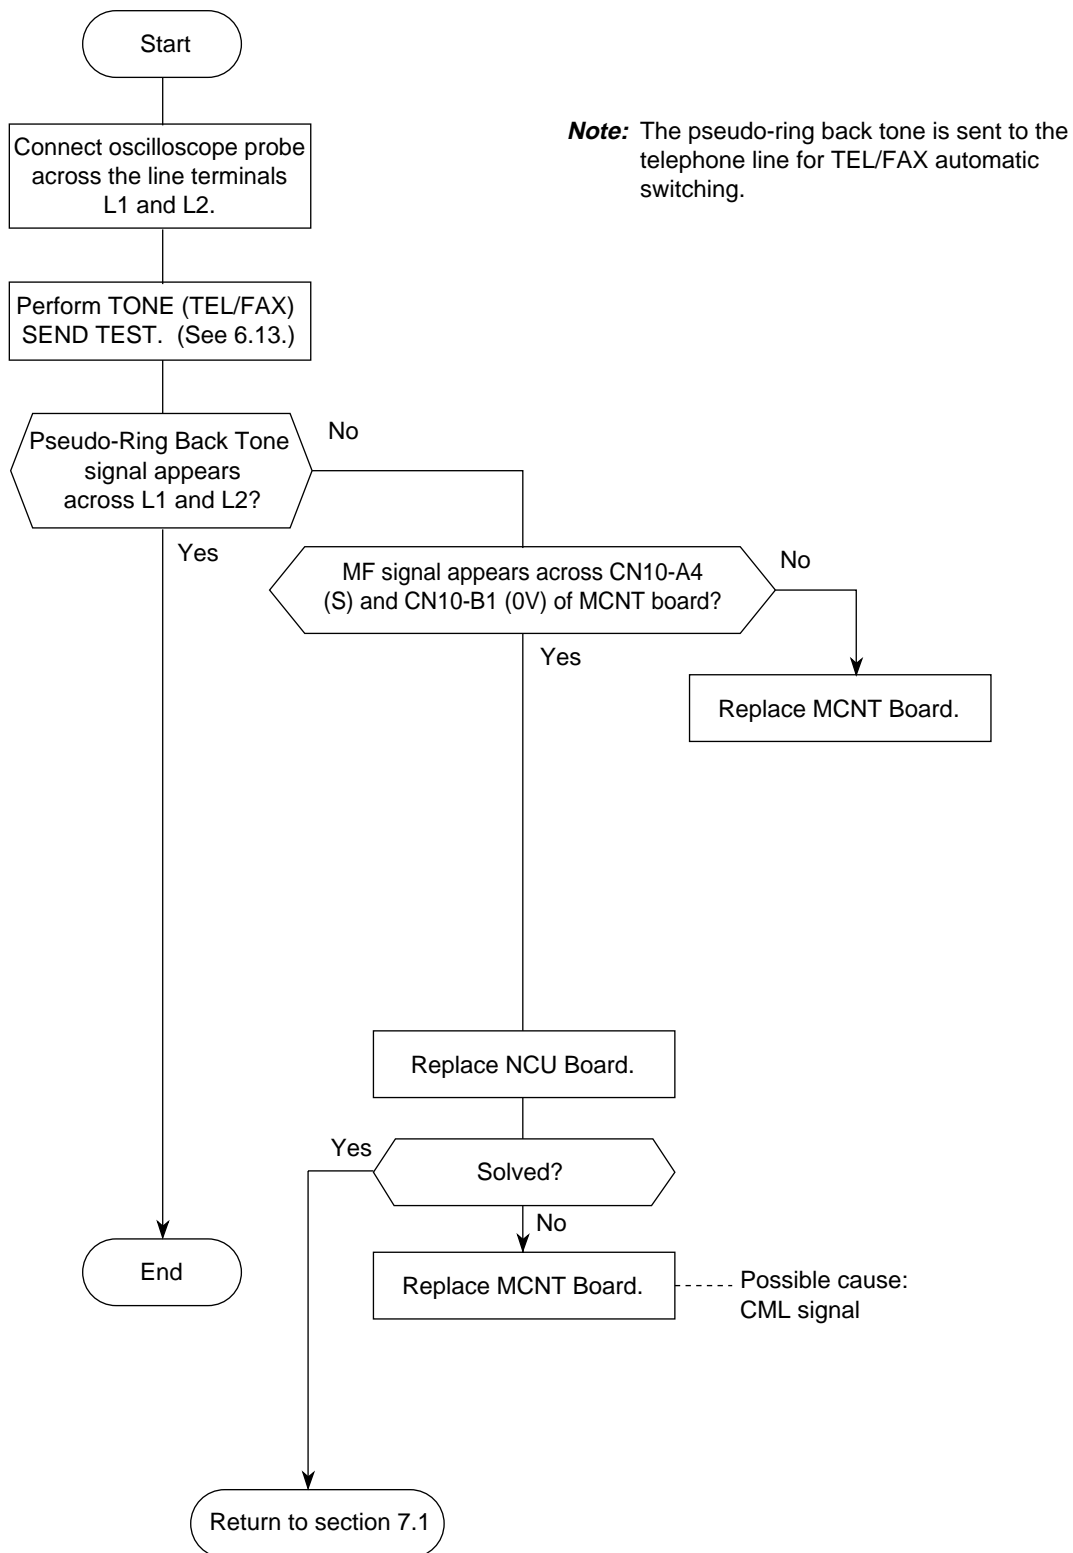 Start
Connect oscilloscope probe
across the line terminals
L1 and L2.
Note: The pseudo-ring back tone is sent to the
telephone line for TEL/FAX automatic
switching.
Perform TONE (TEL/FAX)
SEND TEST. (See 6.13.)
Pseudo-Ring Back Tone
signal appears
across L1 and L2?
No
Yes
MF signal appears across CN10-A4
(S) and CN10-B1 (0V) of MCNT board?
No
Yes
Replace MCNT Board.
Replace NCU Board.
Yes
Solved?
No
End
Replace MCNT Board.
Possible cause:
CML signal
Return to section 7.1